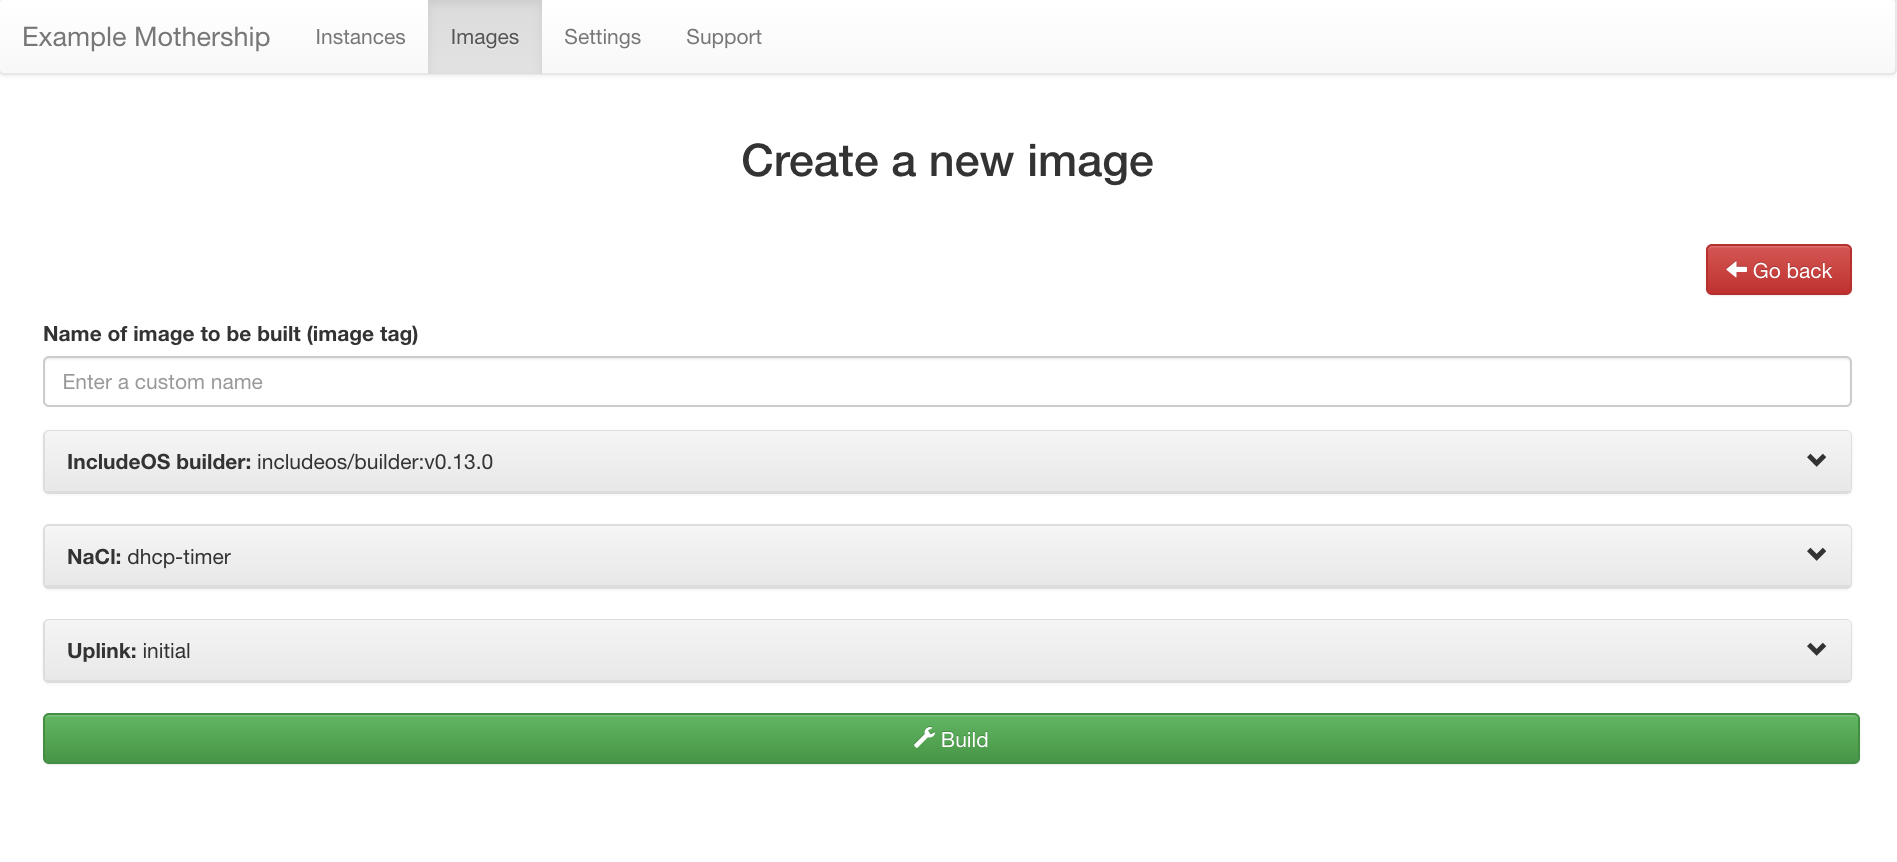 Example Mothership Instances Images Settings Support
Create a new image
Go back
Name of image to be built (image tag)
Enter a custom name
IncludeOS builder: includeos/builder:v0.13.0
NaCl: dhcp-timer
Uplink: initial
Build